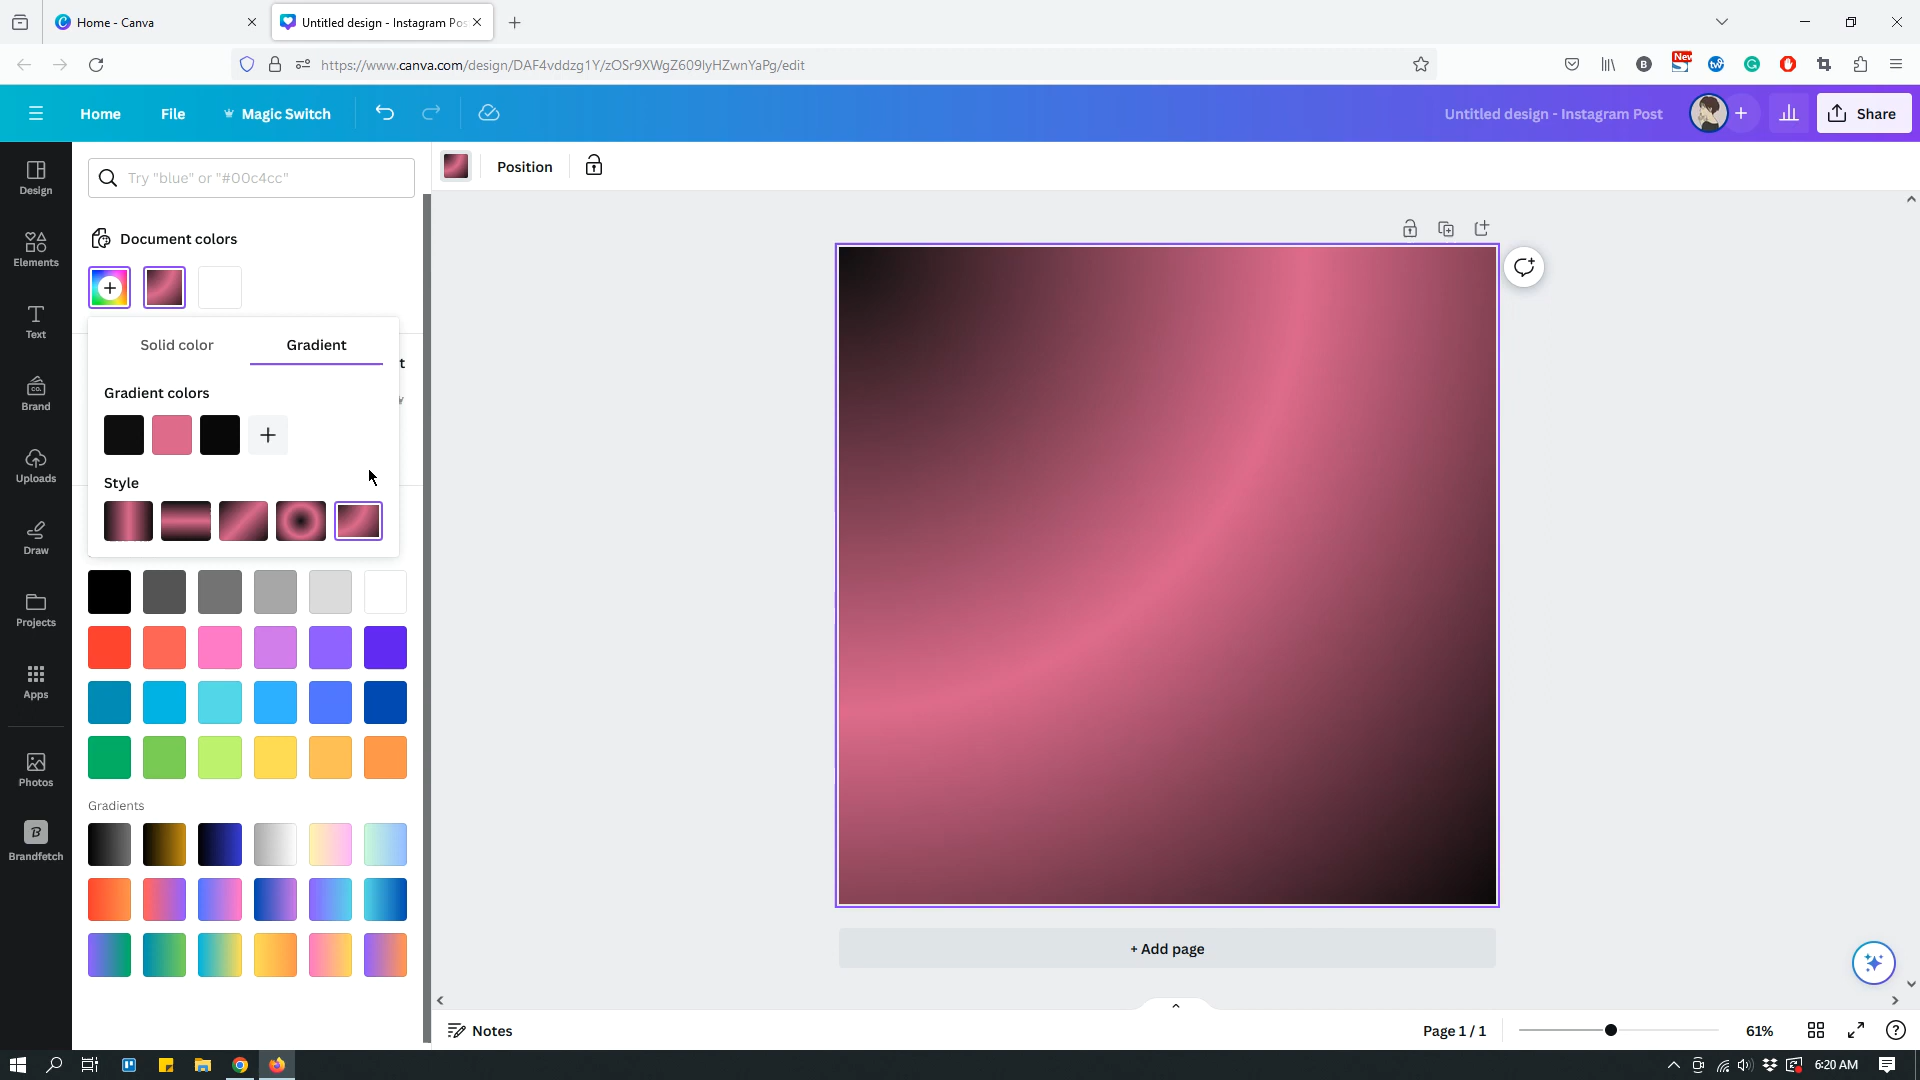 Home - Canva
Untitled design - Instagram Pos
https://www.canva.com/design/DAF4vddzg1Y/zOSr9XWgZ609lyHZwnYaPg/edit
B
New
Home
File
Magic Switch
Untitled design - Instagram Post
Share
Design
Elements
Text
Brand
Uploads
Draw
Projects
Apps
Photos
Brandfetch
Try "blue" or "#00c4cc"
Position
Document colors
Solid color
Gradient
t
y
Gradient colors
Style
Gradients
+ Add page
Notes
Page 1 / 1
61%
6:20 AM